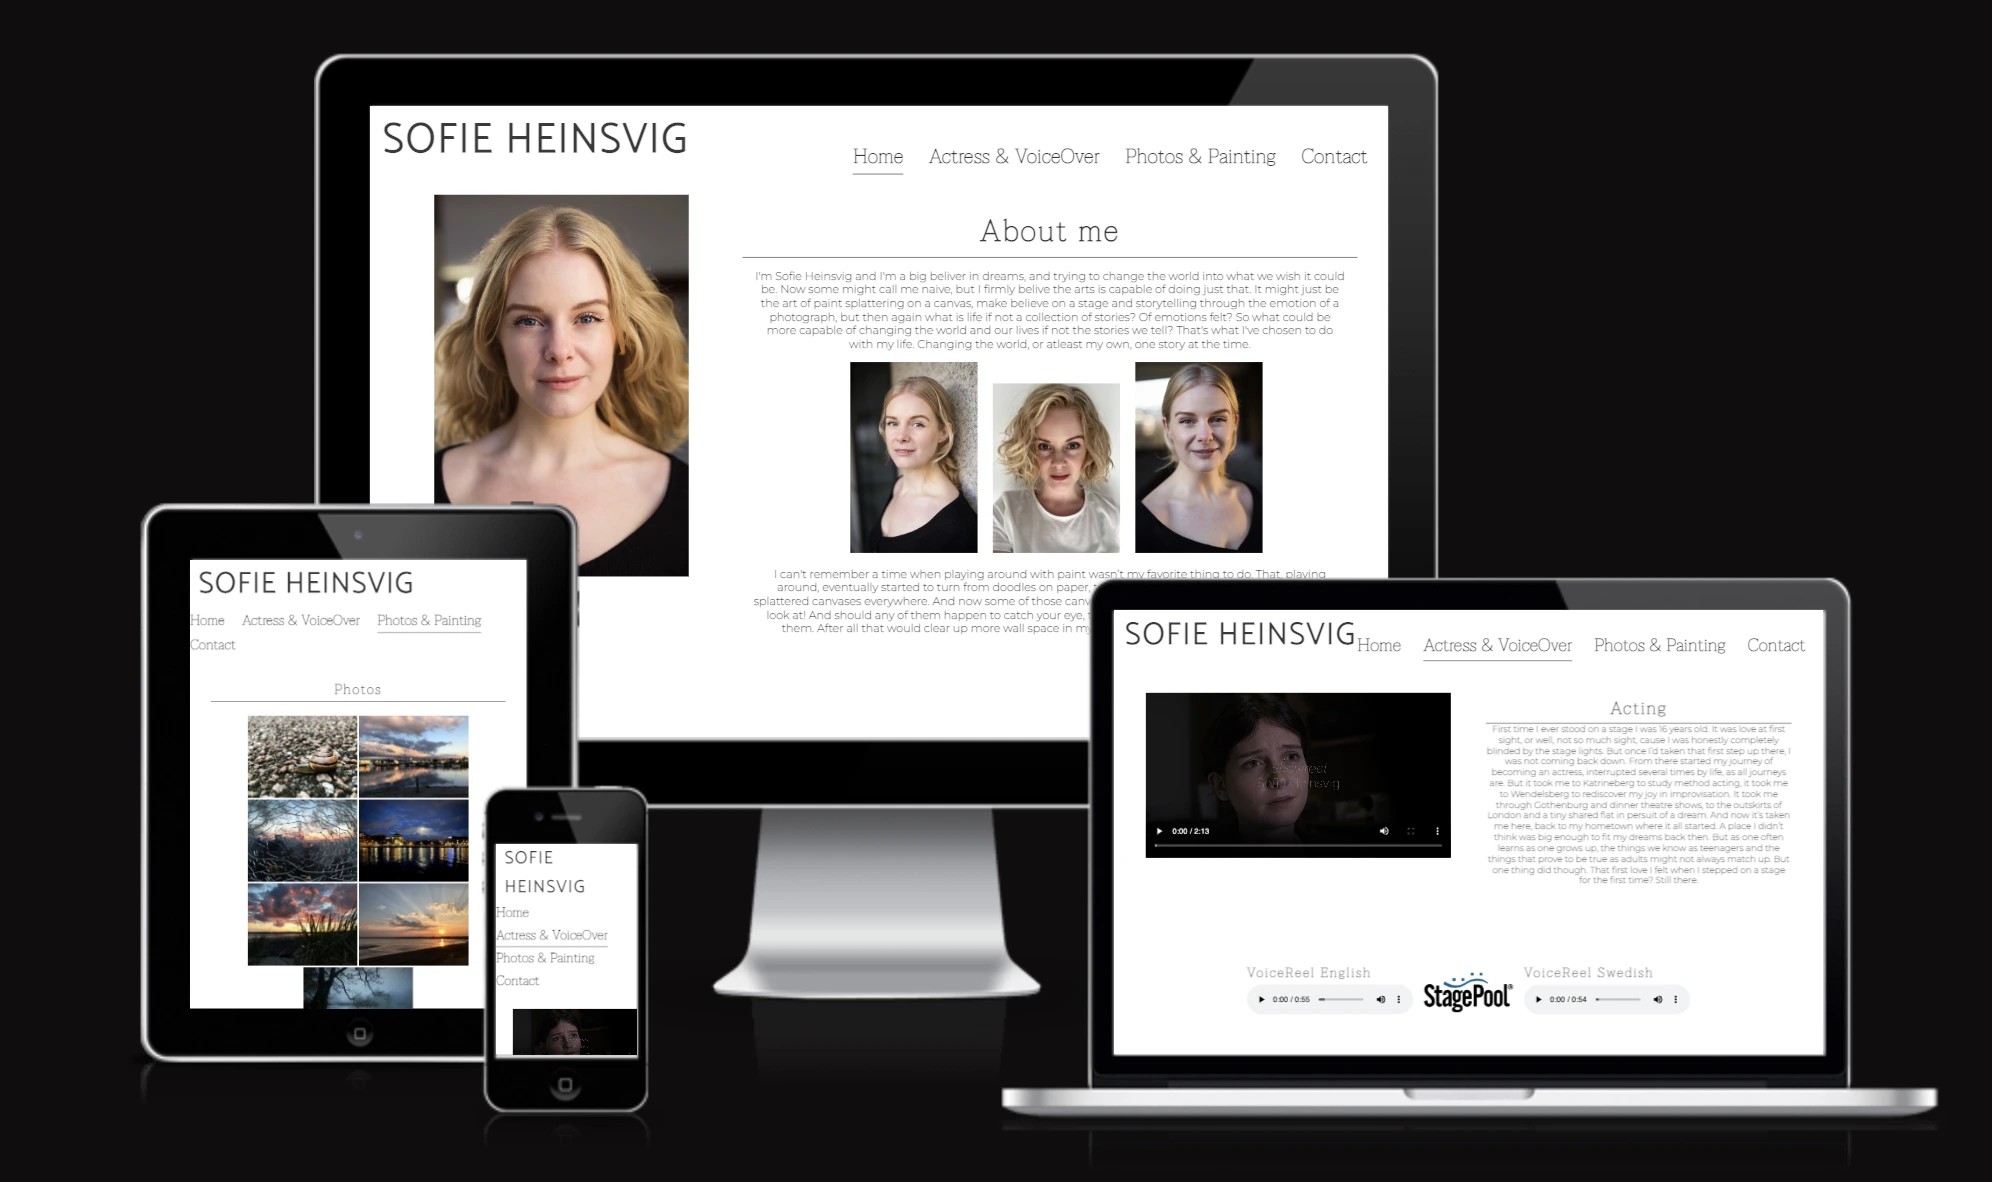 SOFIE HEINSVIG
Home Actress & VoiceOver Photos & Painting Contact
About me
I'm Sofie Heinsvig and I'm a big beliver in dreams, and trying to change the world into what we wish it could
be. Now some might call me naive, but I firmly belive the arts is capable of doing just that. It might just be
the art of paint splattering on a canvas, make believe on a stage and storytelling through the emotion of a
photograph, but then again what is life if not a collection of stories? Of emotions felt? So what could be
more capable of changing the world and our lives if not the stories we tell? That's what I've chosen to do
with my life. Changing the world, or atleast my own, one story at the time.
I can't remember a time when playing around with paint wasn't my favorite thing to do. That, playing
around, eventually started to turn from doodles on paper,
splattered canvases everywhere. And now some of those
look at! And should any of them happen to catch your eye,
them. After all that would clear up more wall space in my
SOFIE HEINSVIG
Home Actress & VoiceOver Photos & Painting
Contact
Photos
SOFIE
HEINSVIG
Home
Actress & VoiceOver
Photos & Painting
Contact
SOFIE HEINSVIG
Home Actress & VoiceOver Photos & Painting Contact
0:00 / 2:13
Acting
First time I ever stood on a stage I was 16 years old. It was love at first
sight, or well, not so much sight, cause I was honestly completely
blinded by the stage lights. But once I'd taken that first step up there, I
was not coming back down. From there started my journey of
becoming an actress, interrupted several times by life, as all journeys
are. But it took me to Katrineberg to study method acting, it took me
to Wendelsberg to rediscover my joy in improvisation. It took me
through Gothenburg and dinner theatre shows, to the outskirts of
London and a tiny shared flat in persuit of a dream. And now it's taken
me here, back to my hometown where it all started. A place I didn't
think was big enough to fit my dreams back then. But as one often
learns as one grows up, the things we know as teenagers and the
things that prove to be true as adults might not always match up. But
one thing did though. That first love I felt when I stepped on a stage
for the first time? Still there.
VoiceReel English
0:00 / 0:55
StagePool®
VoiceReel Swedish
0:00 / 0:54